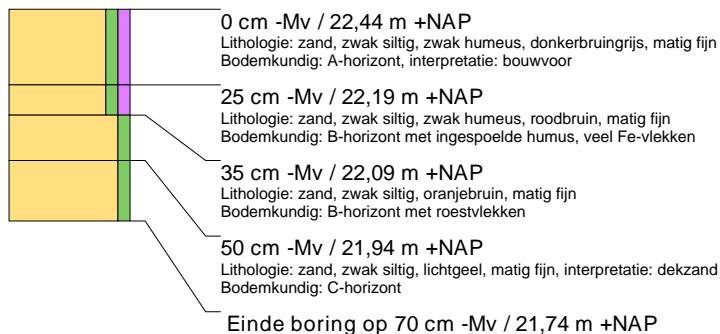 0 cm -Mv / 22,44 m +NAP
Lithologie: zand, zwak siltig, zwak humeus, donkerbruingrijs, matig fijn
Bodemkundig: A-horizont, interpretatie: bouwvoor
25 cm -Mv / 22,19 m +NAP
Lithologie: zand, zwak siltig, zwak humeus, roodbruin, matig fijn
Bodemkundig: B-horizont met ingespoelde humus, veel Fe-vlekken
35 cm -Mv / 22,09 m +NAP
Lithologie: zand, zwak siltig, oranjebruin, matig fijn
Bodemkundig: B-horizont met roestvlekken
50 cm -Mv / 21,94 m +NAP
Lithologie: zand, zwak siltig, lichtgeel, matig fijn, interpretatie: dekzand
Bodemkundig: C-horizont
Einde boring op 70 cm -Mv / 21,74 m +NAP